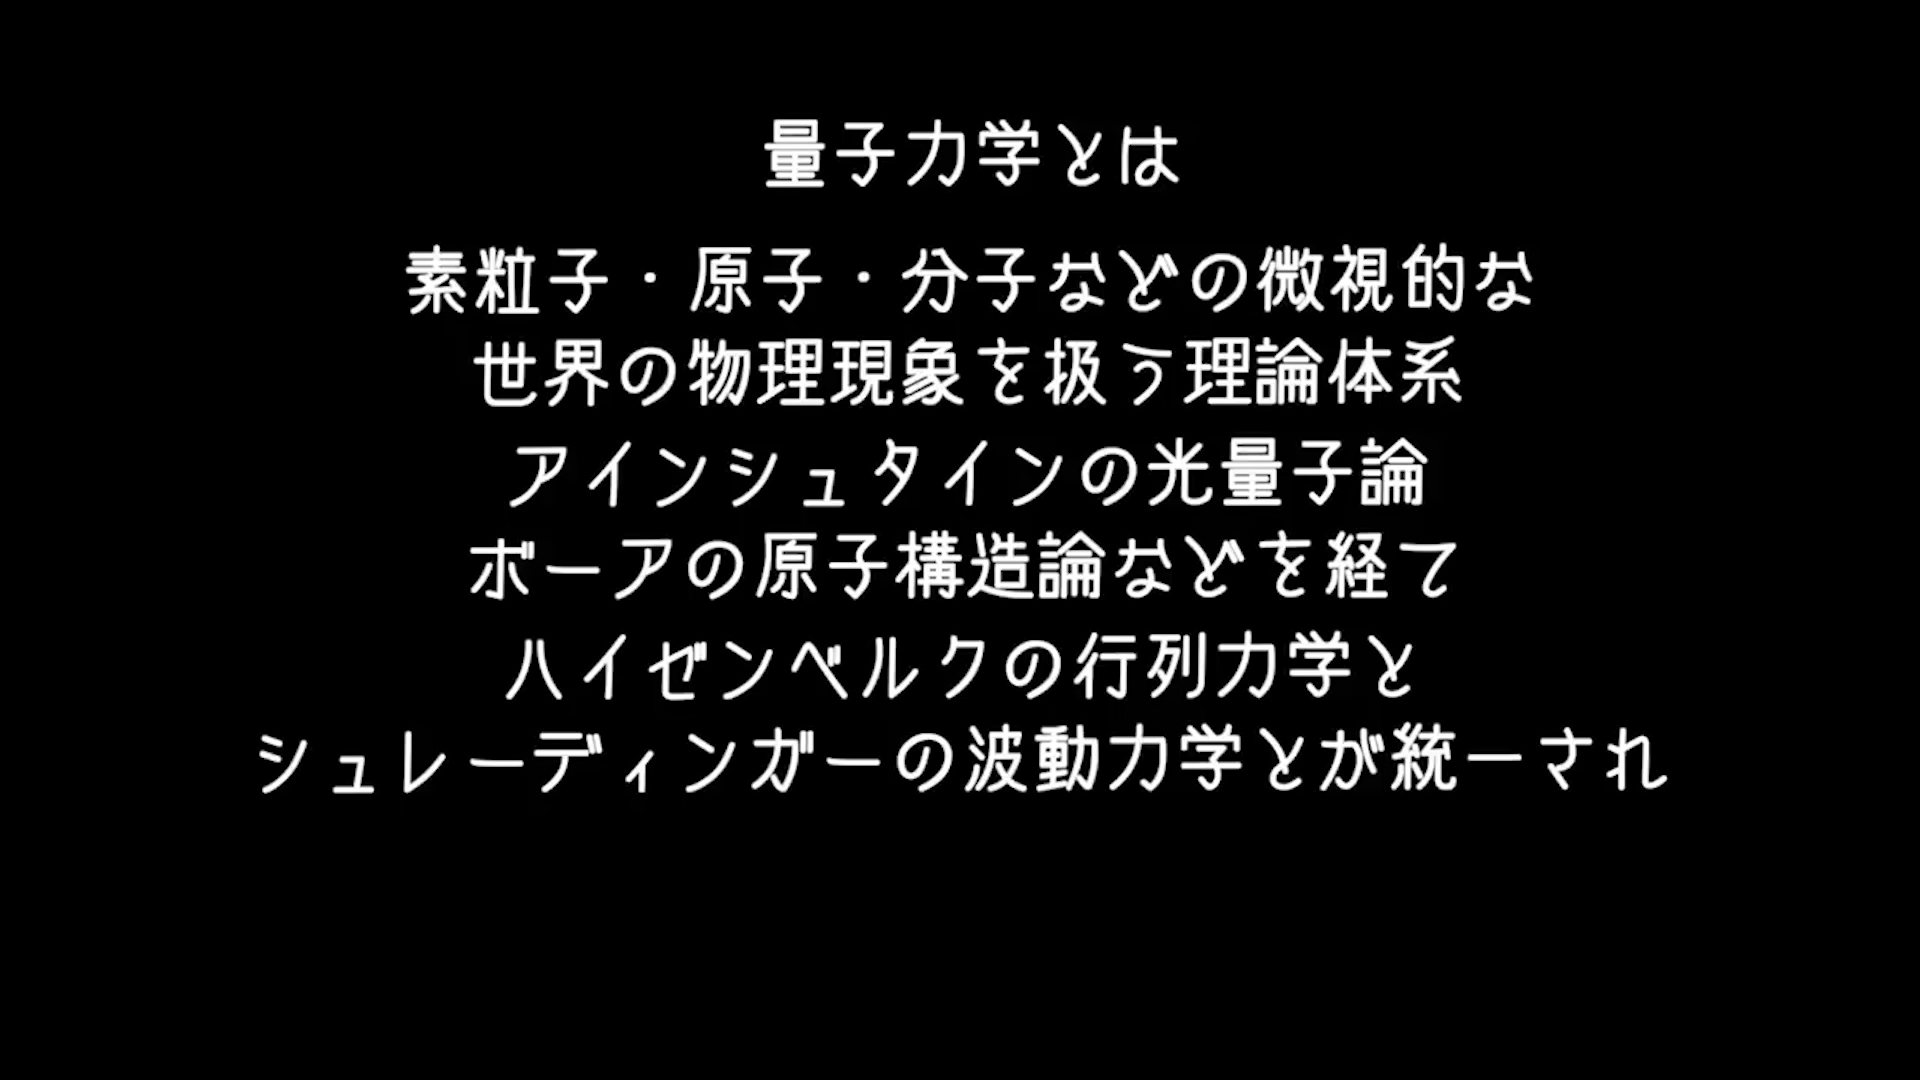 量子力学とは
素粒子・原子・分子などの微視的な
世界の物理現象を扱う理論体系
アインシュタインの光量子論
ボーアの原子構造論などを経て
ハイゼンベルクの行列力学と
シュレーディンガーの波動力学とが統一され